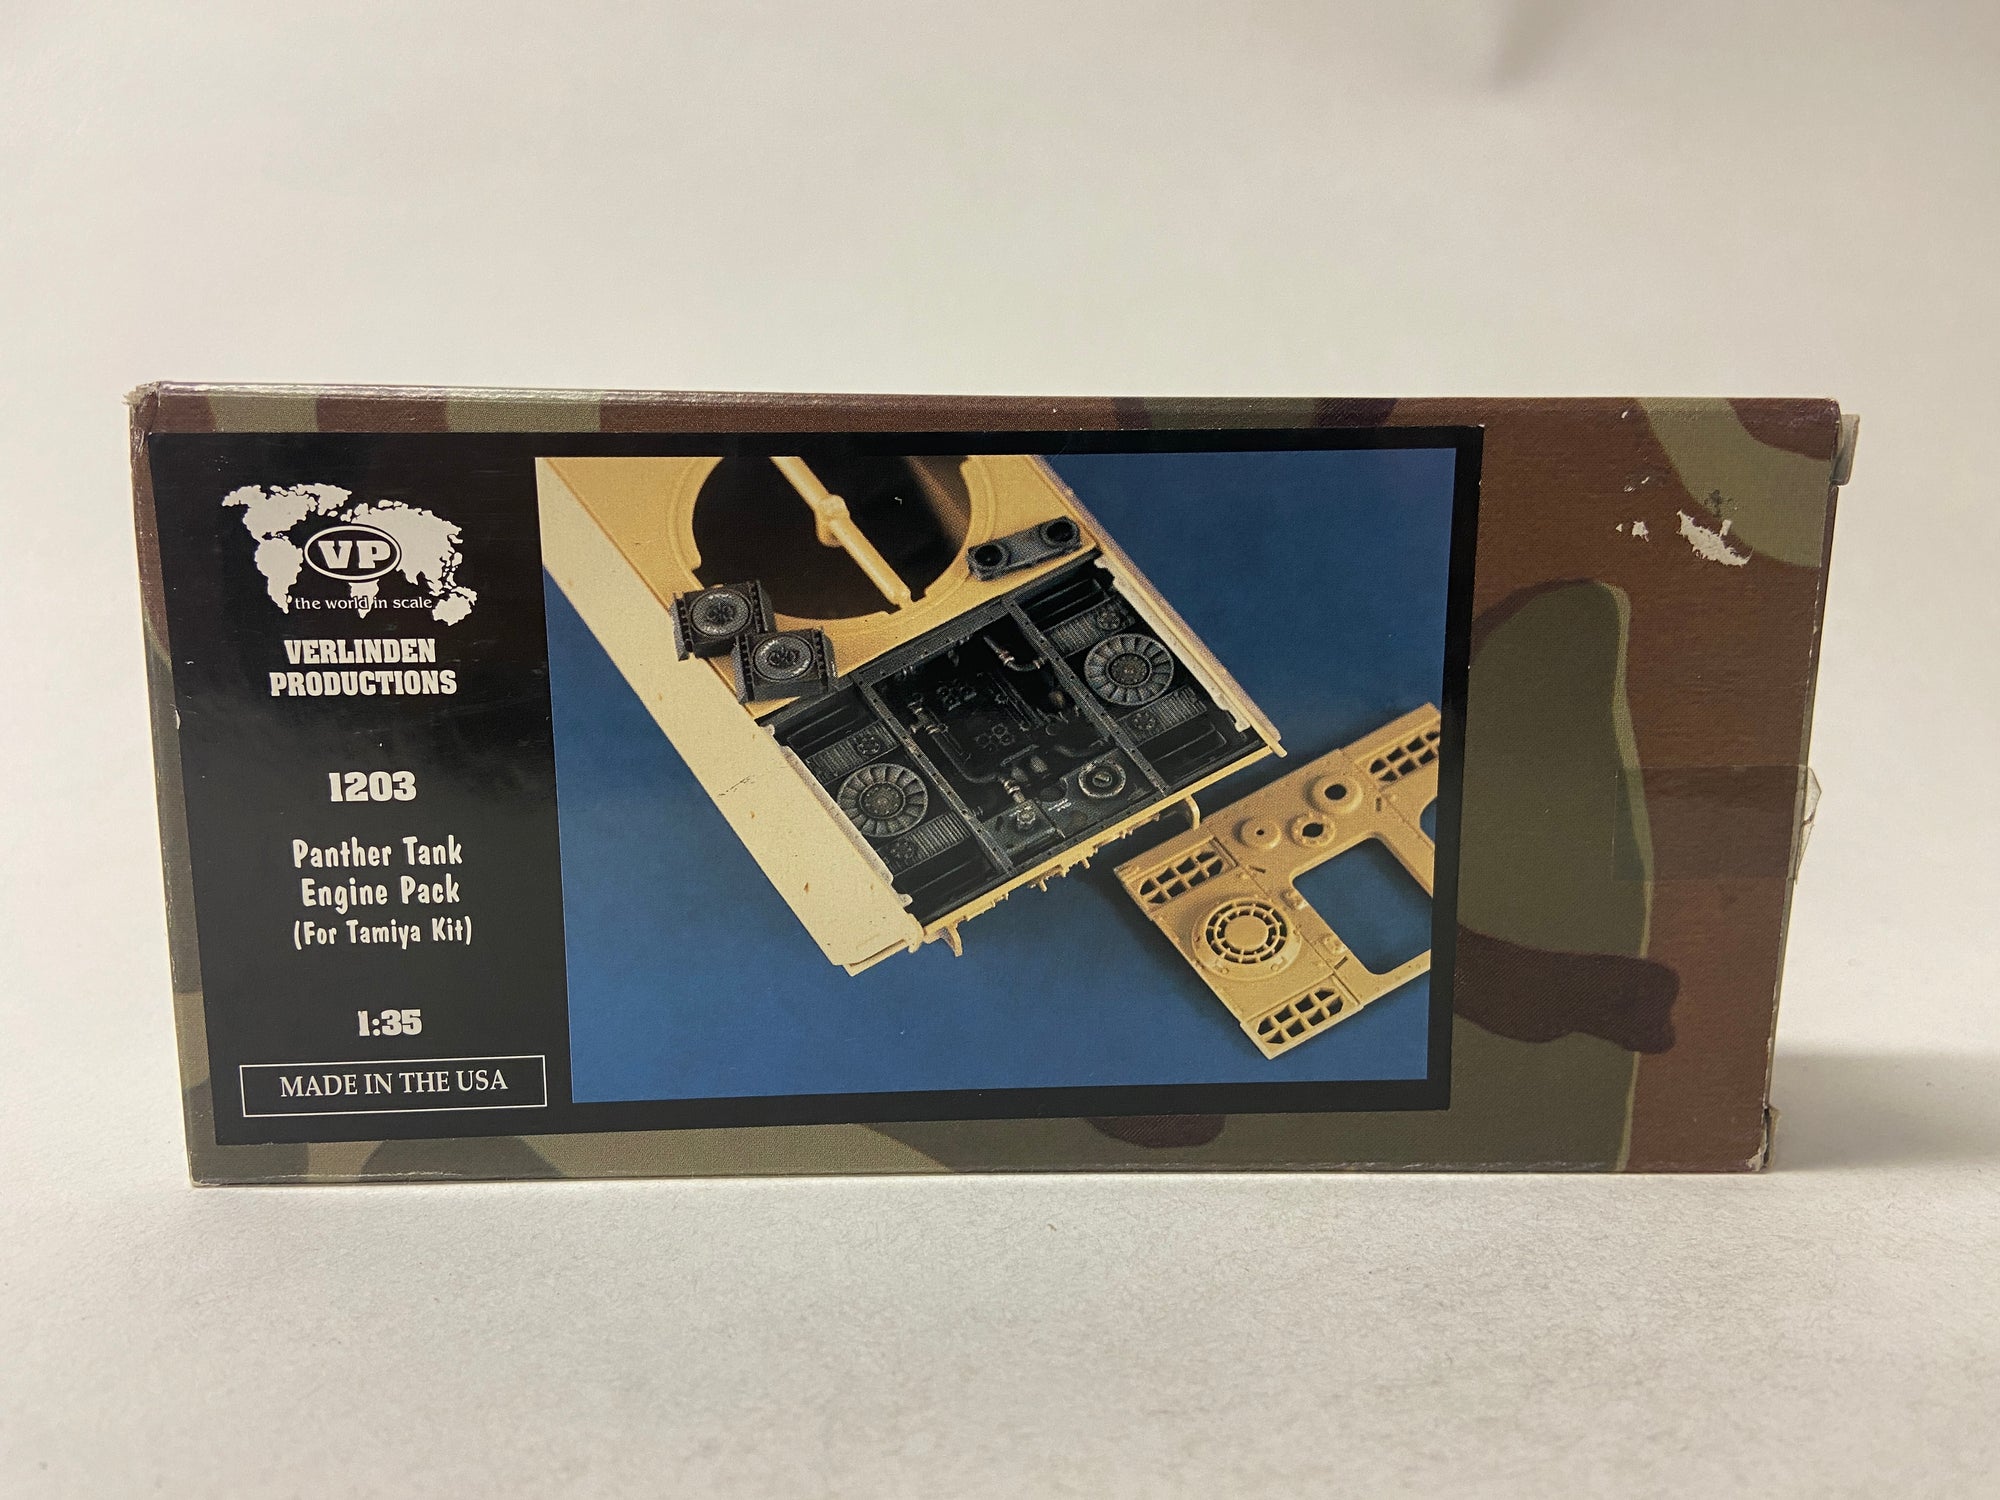 VP
the world in scale
VERLINDEN
PRODUCTIONS
1203
Panther Tank
Engine Pack
(For Tamiya Kit)
1:35
MADE IN THE USA